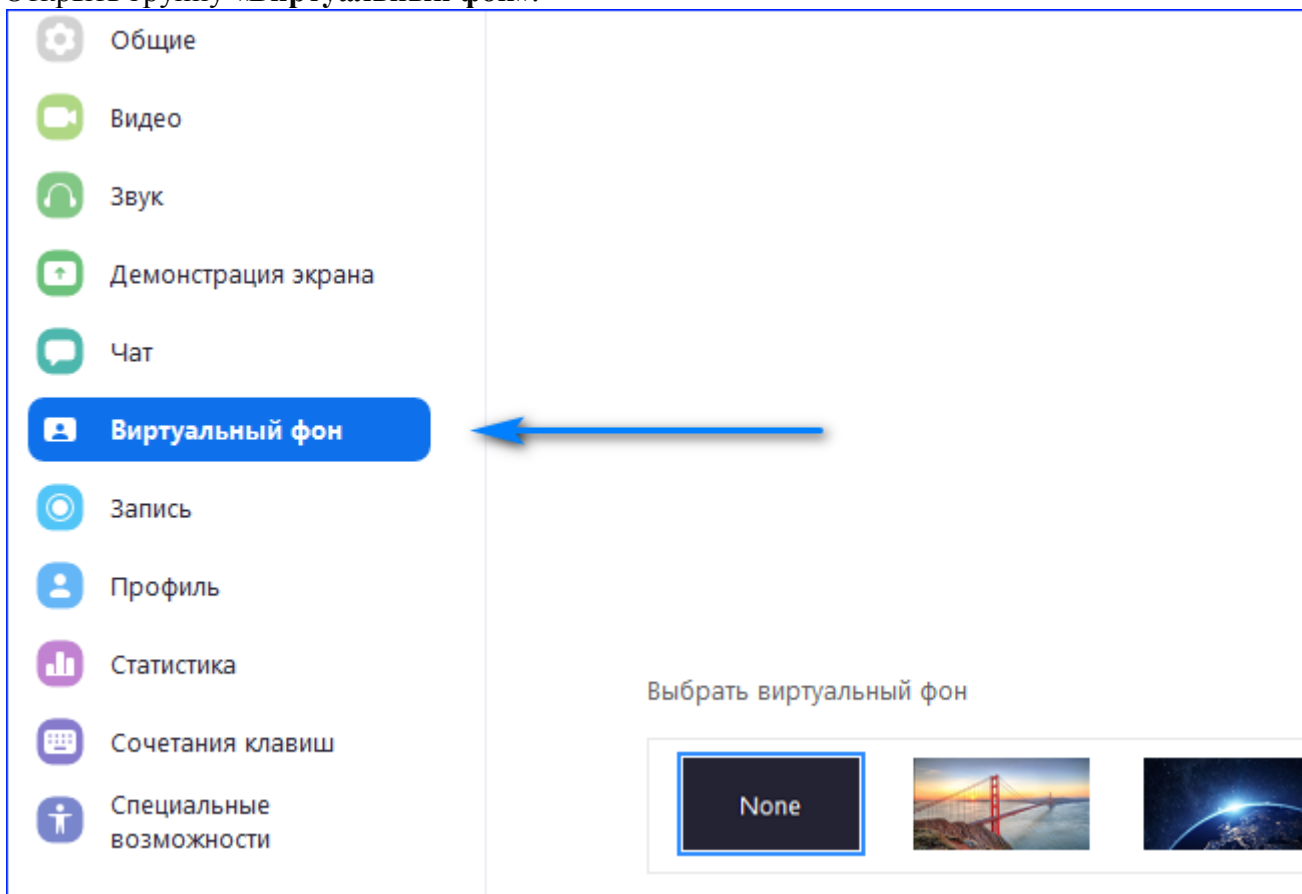 Общие
Видео
Звук
Демонстрация экрана
Чат
Виртуальный фон
Запись
Профиль
Статистика
Сочетания клавиш
Специальные
возможности
Выбрать виртуальный фон
None